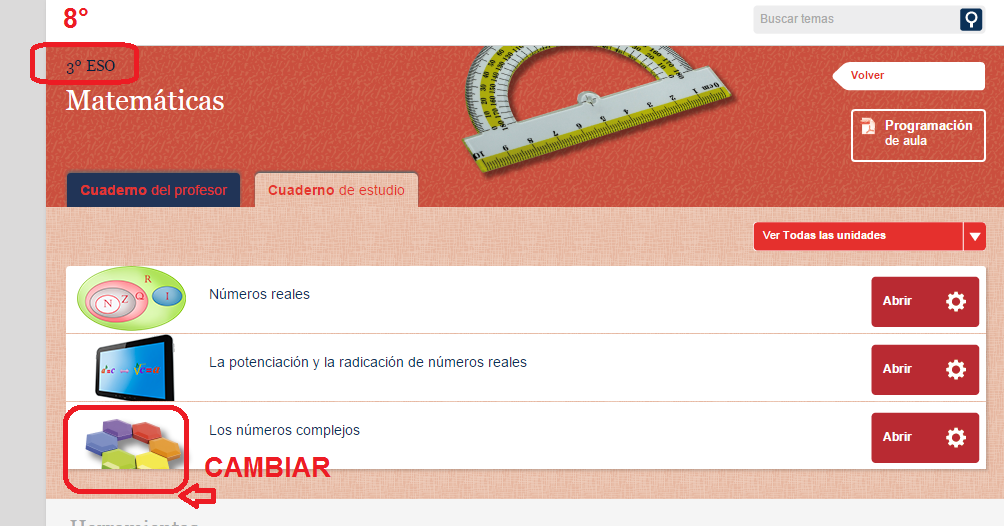 8°
Buscar temas
3º ESO
Matemáticas
Volver
Programación
de aula
Cuaderno del profesor
Cuaderno de estudio
Ver Todas las unidades
N Z Q R I
Números reales
Abrir
La potenciación y la radicación de números reales
Abrir
Los números complejos
Abrir
CAMBIAR